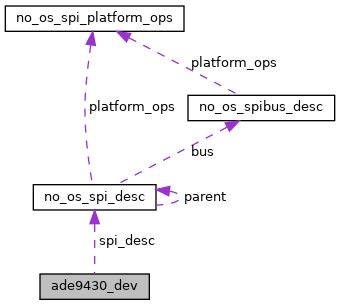 no_os_spi_platform_ops
platform_ops
no_os_spibus_desc
platform_ops
bus
no_os_spi_desc
parent
spi_desc
ade9430_dev